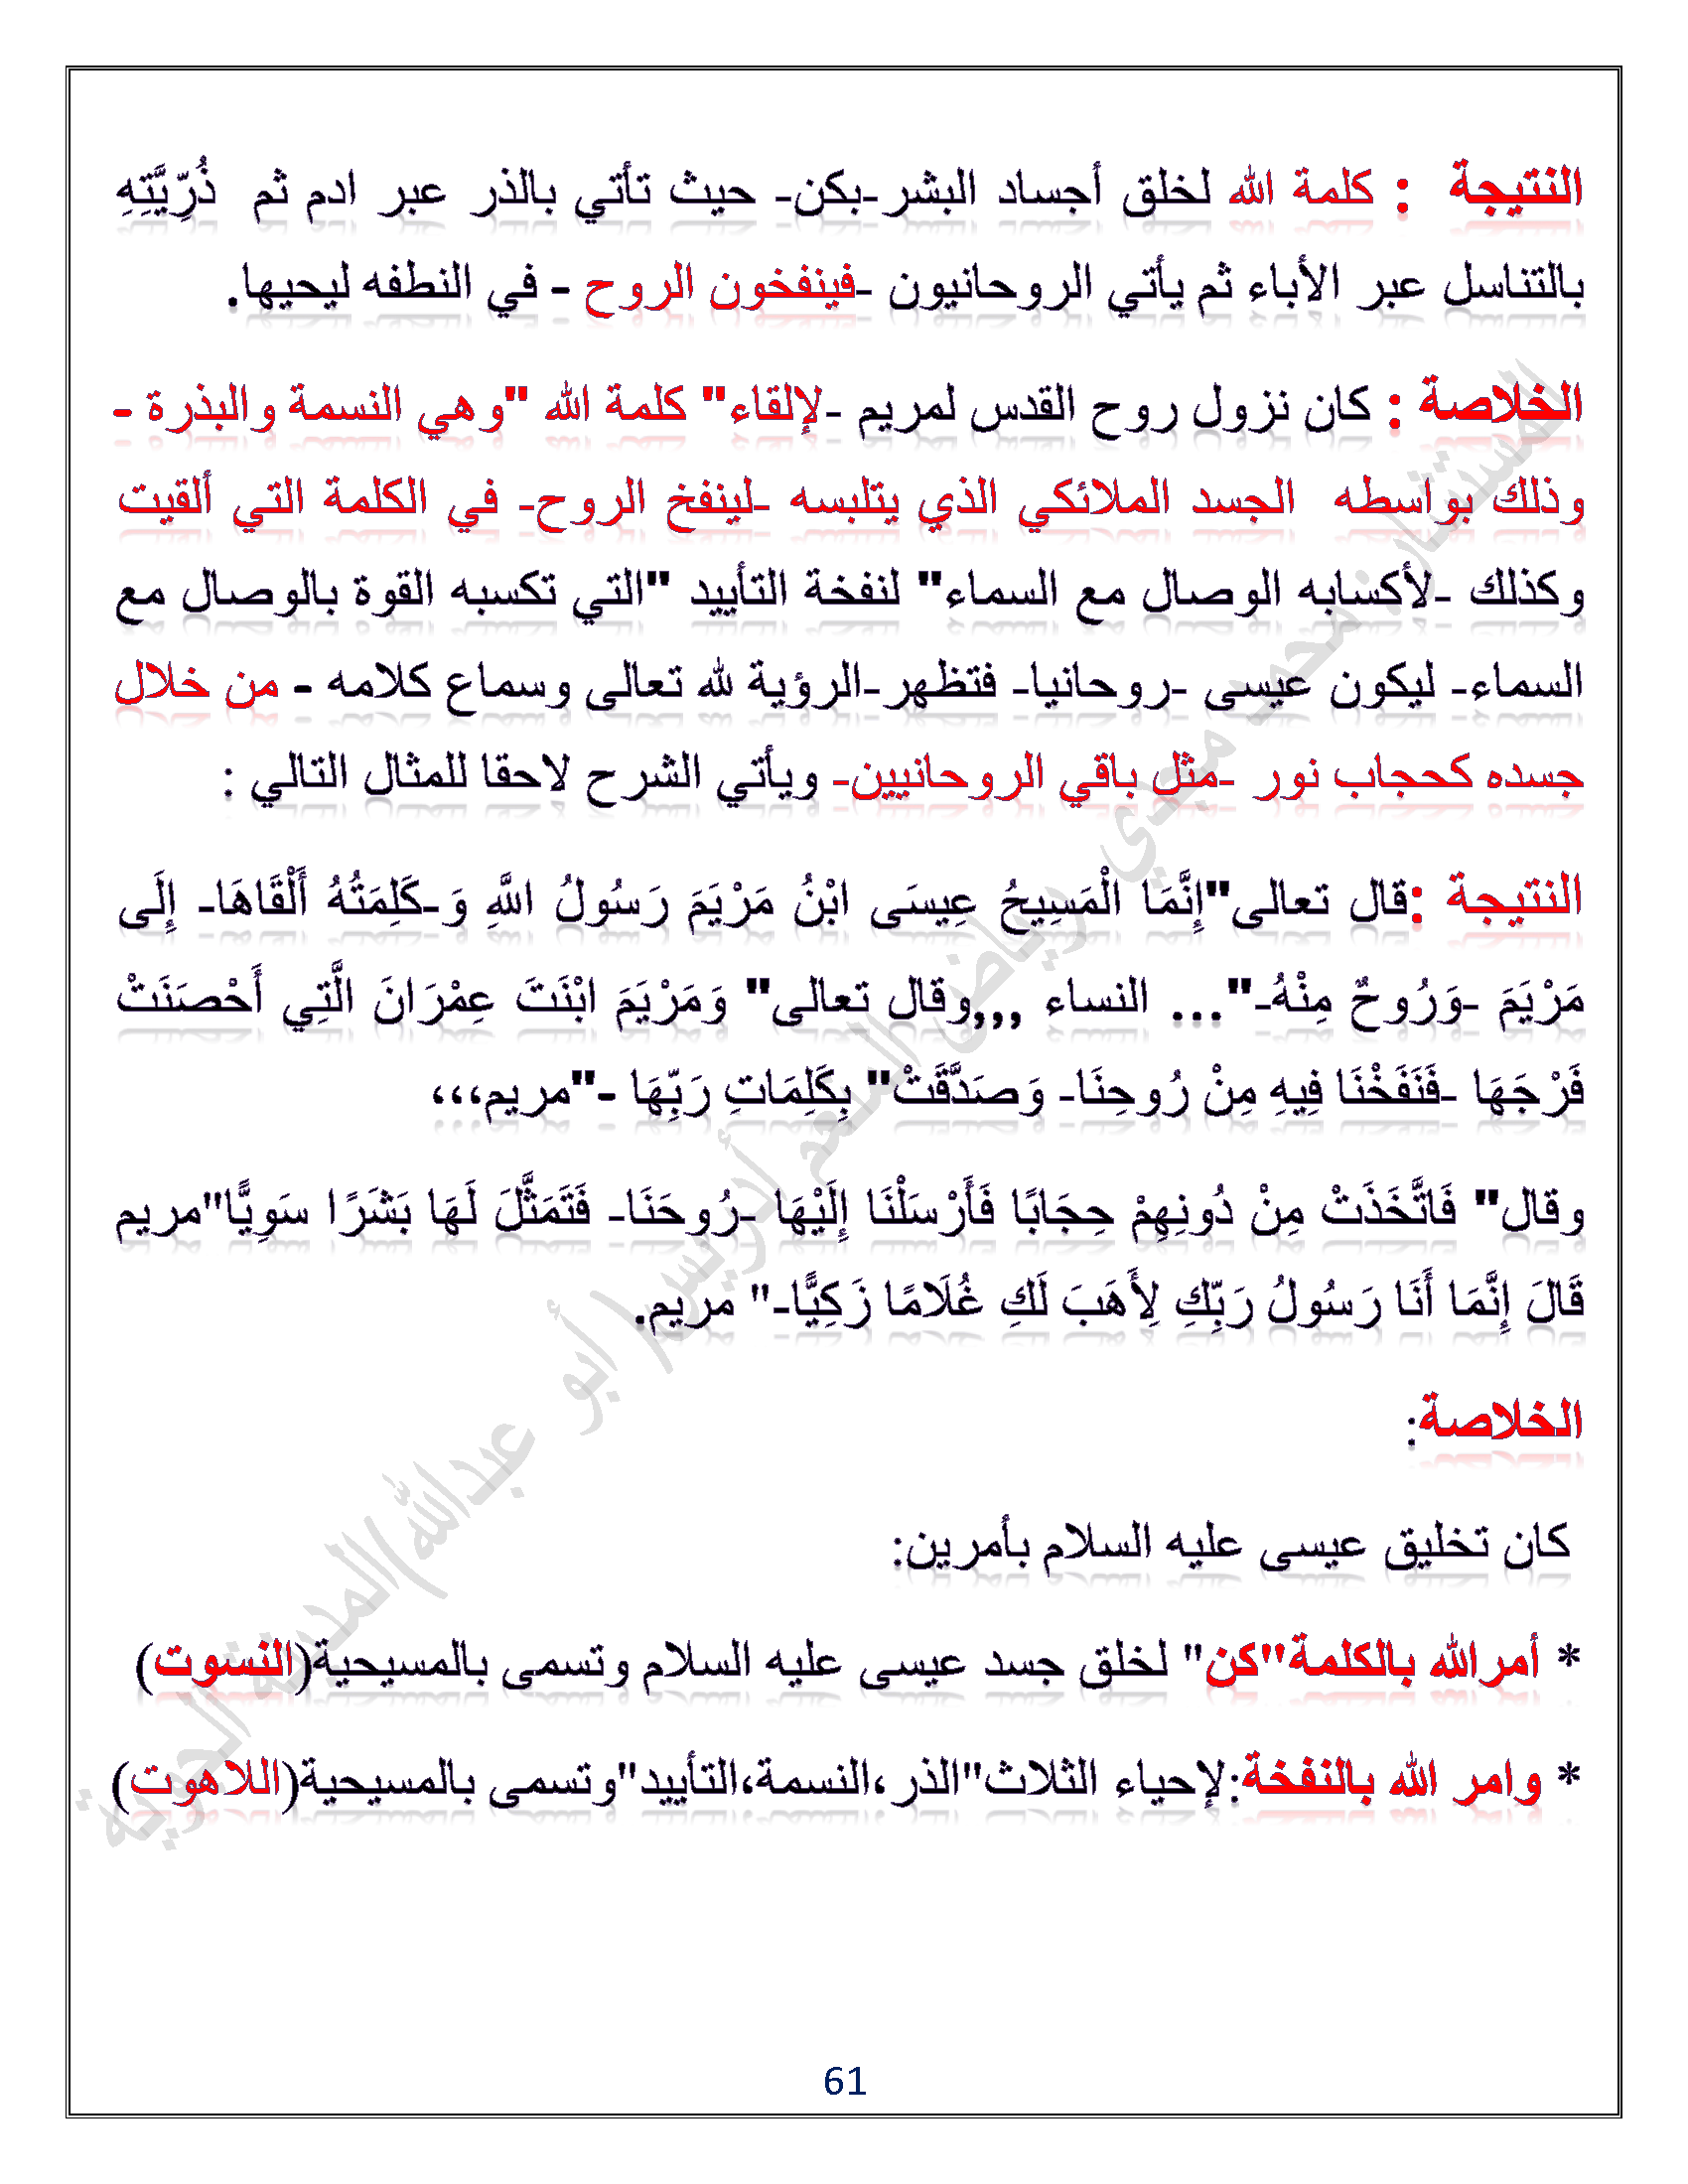 النتيجة : كلمة الله لخلق أجساد البشر-بكن- حيث تأتي بالذر عبر ادم ثم ذُرِّيَّتِهِ
بالتناسل عبر الأباء ثم يأتي الروحانيون -فينفخون الروح - في النطفه ليحيها.
الخلاصة : كان نزول روح القدس لمريم -لإلقاء" كلمة الله "وهي النسمة والبذرة -
وذلك بواسطه الجسد الملائكي الذي يتلبسه -لينفخ الروح- في الكلمة التي ألقيت
وكذلك -لأكسابه الوصال مع السماء" لنفخة التأييد "التي تكسبه القوة بالوصال مع
السماء- ليكون عيسى -روحانيا- فتظهر-الرؤية لله تعالى وسماع كلامه - من خلال
جسده كحجاب نور -مثل باقي الروحانيين- ويأتي الشرح لاحقا للمثال التالي :
النتيجة :قال تعالى"إِنَّمَا الْمَسِيحُ عِيسَى ابْنُ مَرْيَمَ رَسُولُ اللَّهِ وَ-كَلِمَتُهُ أَلْقَاهَا- إِلَى
مَرْيَمَ -وَرُوحٌ مِنْهُ-"... النساء ,,,وقال تعالى" وَمَرْيَمَ ابْنَتَ عِمْرَانَ الَّتِي أَحْصَنَتْ
فَرْجَهَا -فَنَفَخْنَا فِيهِ مِنْ رُوحِنَا- وَصَدَّقَتْ" بِكَلِمَاتِ رَبِّهَا -"مريم،،،
وقال" فَاتَّخَذَتْ مِنْ دُونِهِمْ حِجَابًا فَأَرْسَلْنَا إِلَيْهَا -رُوحَنَا- فَتَمَثَّلَ لَهَا بَشَرًا سَوِيًّا"مريم
قَالَ إِنَّمَا أَنَا رَسُولُ رَبِّكِ لِأَهَبَ لَكِ غُلَامًا زَكِيًّا-" مريم.
الخلاصة:
كان تخليق عيسى عليه السلام بأمرين:
* أمرالله بالكلمة"كن" لخلق جسد عيسى عليه السلام وتسمى بالمسيحية(النسوت)
* وامر الله بالنفخة:لإحياء الثلاث"الذر،النسمة،التأييد"وتسمى بالمسيحية(اللاهوت)
المستشار: محمد مجدي رياض المنعم ادريس( أبو عبدالله)المدينة
61